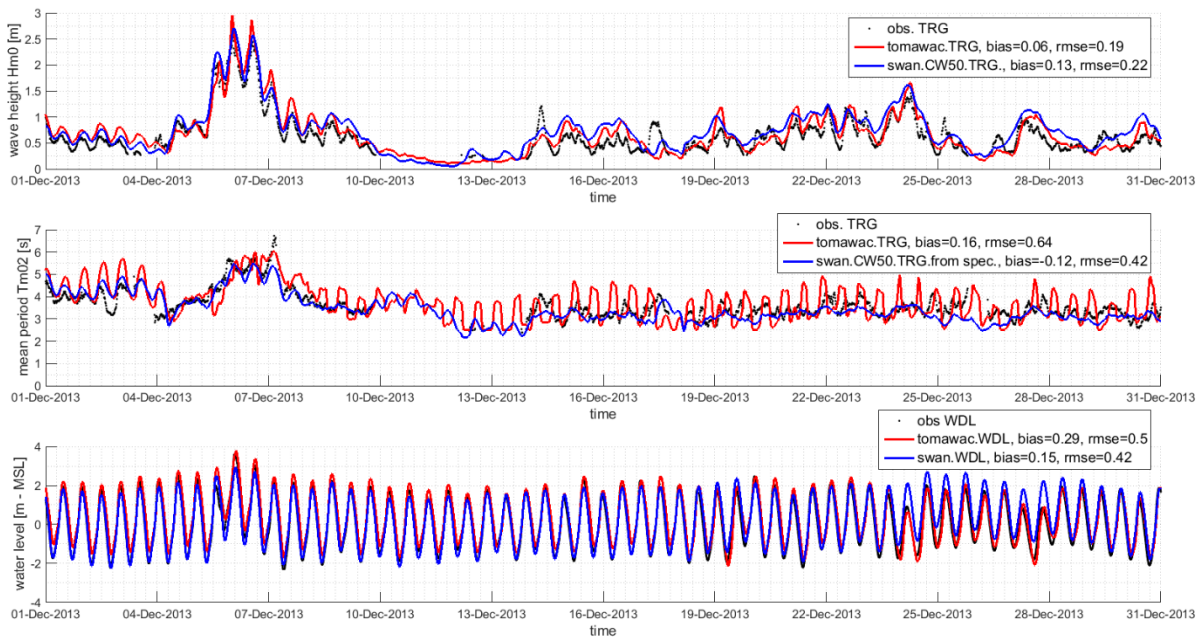 wave height Hm0 [m]
3
2.5
2
1.5
1
0.5
0
obs. TRG
tomawac.TRG, bias=0.06, rmse=0.19
swan.CW50.TRG., bias=0.13, rmse=0.22
01-Dec-2013 04-Dec-2013 07-Dec-2013 10-Dec-2013 13-Dec-2013 16-Dec-2013 19-Dec-2013 22-Dec-2013 25-Dec-2013 28-Dec-2013 31-Dec-2013
time
mean period Tm02 [s]
7
6
5
4
3
2
1
0
obs. TRG
tomawac.TRG, bias=0.16, rmse=0.64
swan.CW50.TRG.from spec., bias=-0.12, rmse=0.42
01-Dec-2013 04-Dec-2013 07-Dec-2013 10-Dec-2013 13-Dec-2013 16-Dec-2013 19-Dec-2013 22-Dec-2013 25-Dec-2013 28-Dec-2013 31-Dec-2013
time
water level [m - MSL]
4
2
0
-2
-4
obs WDL
tomawac.WDL, bias=0.29, rmse=0.5
swan.WDL, bias=0.15, rmse=0.42
01-Dec-2013 04-Dec-2013 07-Dec-2013 10-Dec-2013 13-Dec-2013 16-Dec-2013 19-Dec-2013 22-Dec-2013 25-Dec-2013 28-Dec-2013 31-Dec-2013
time